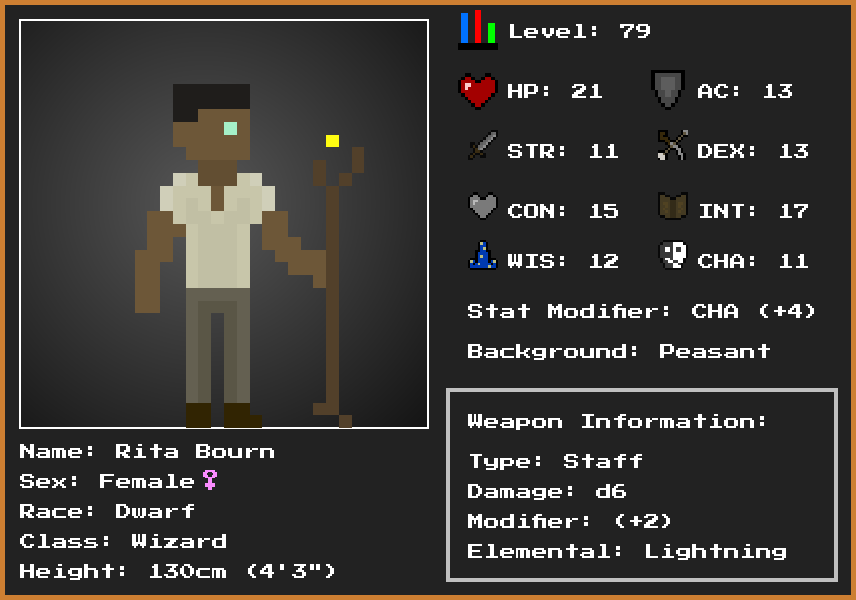 Level: 79
HP: 21 AC: 13
STR: 11 DEX: 13
CON: 15 INT: 17
WIS: 12 CHA: 11
Stat Modifier: CHA (+4)
Background: Peasant
Weapon Information:
Type: Staff
Damage: d6
Modifier: (+2)
Elemental: Lightning
Name: Rita Bourn
Sex: Female♀
Race: Dwarf
Class: Wizard
Height: 130cm (4'3")